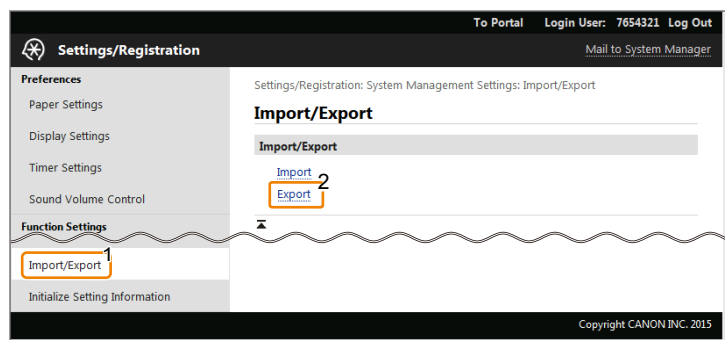 To Portal Login User: 7654321 Log Out
Settings/Registration
Mail to System Manager
Preferences
Paper Settings
Display Settings
Timer Settings
Sound Volume Control
Function Settings
1
Import/Export
Initialize Setting Information
Settings/Registration: System Management Settings: Import/Export
Import/Export
Import/Export
Import
2
Export
Copyright CANON INC. 2015